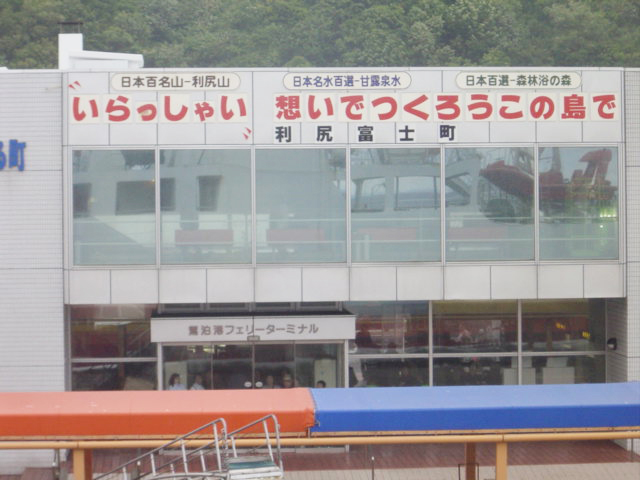 日本百名山-利尻山 日本名水百選-甘露泉水 日本百選-森林浴の森
〝いらっしゃい〟 想いでつくろうこの島で
利尻富士町
る町
鴛泊港フェリーターミナル